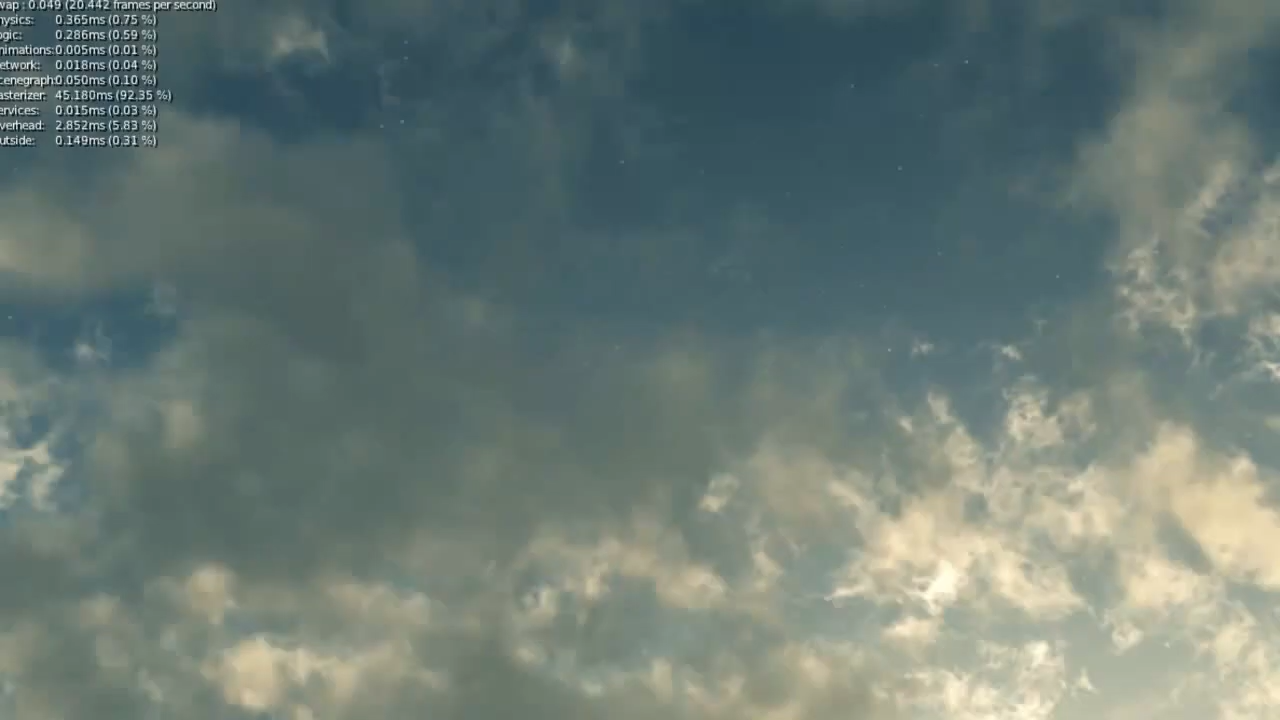 wap : 0.049 (20.442 frames per second)
hysics: 0.365ms (0.75 %)
ogic: 0.286ms (0.59 %)
nimations: 0.005ms (0.01 %)
etwork: 0.018ms (0.04 %)
cenegraph: 0.050ms (0.10 %)
asterizer: 45.180ms (92.35 %)
ervices: 0.015ms (0.03 %)
verhead: 2.852ms (5.83 %)
utside: 0.149ms (0.31 %)